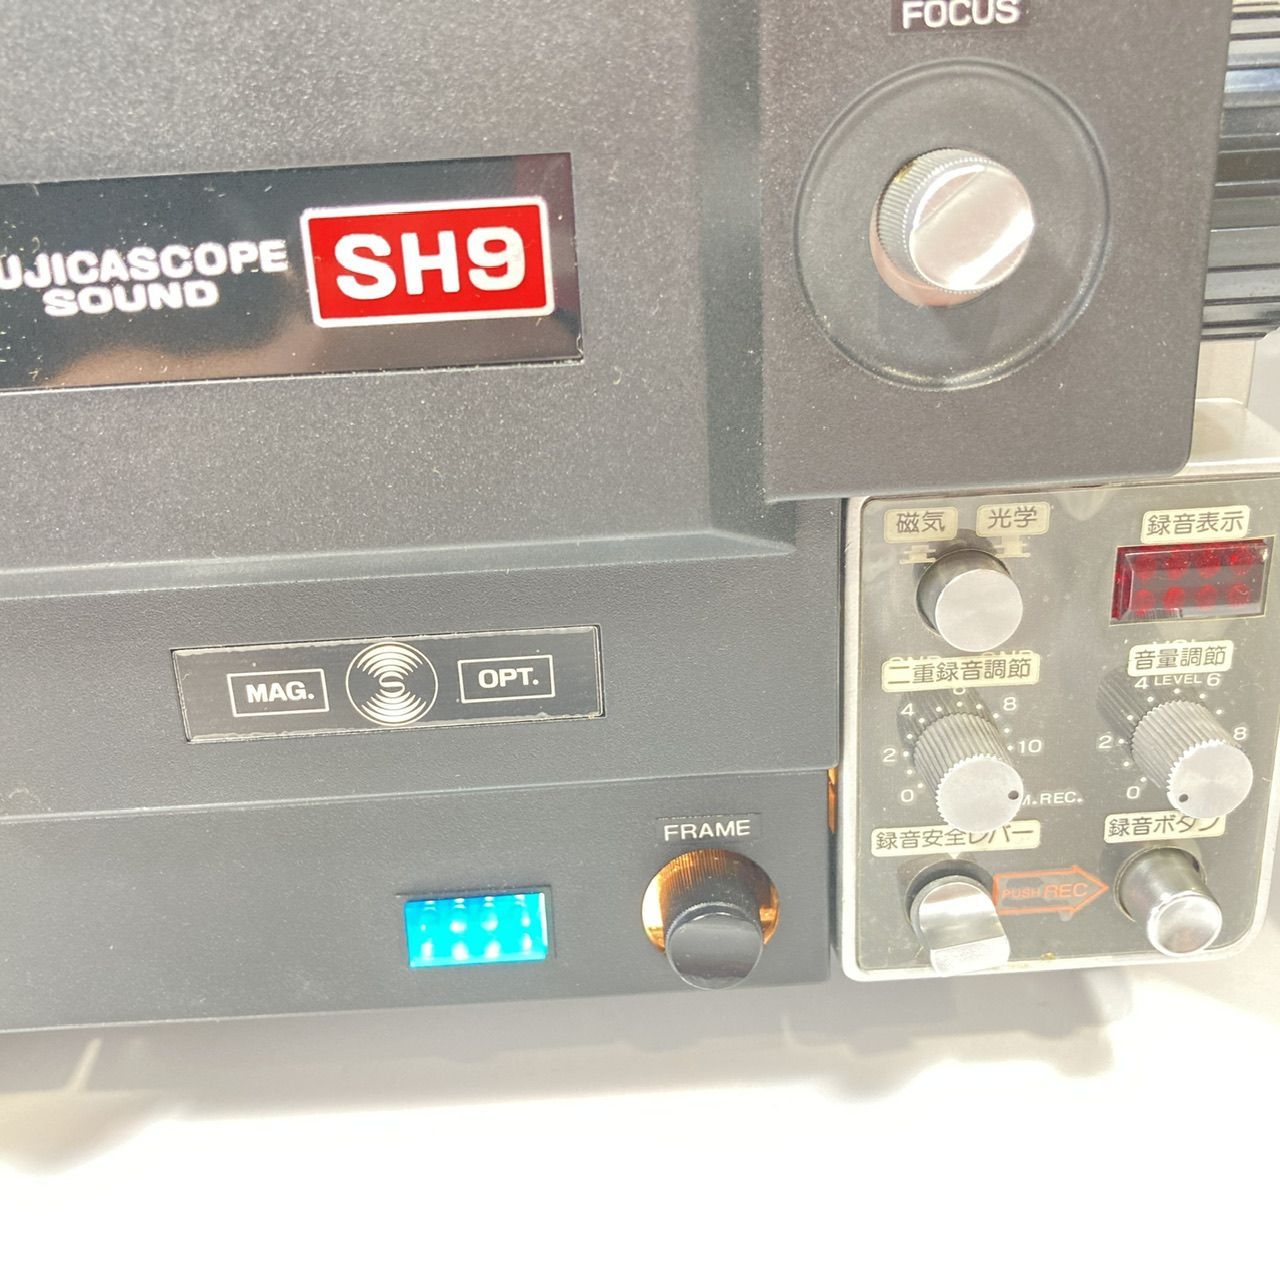 FOCUS
UJICASCOPE
SOUND
SH9
磁気 光学
録音表示
MAG. S OPT.
二重録音調節
音量調節
4 8
2 10
0 M.REC.
4 LEVEL 6
2 8
0
FRAME
録音安全レバー
録音ボタン
PUSH REC